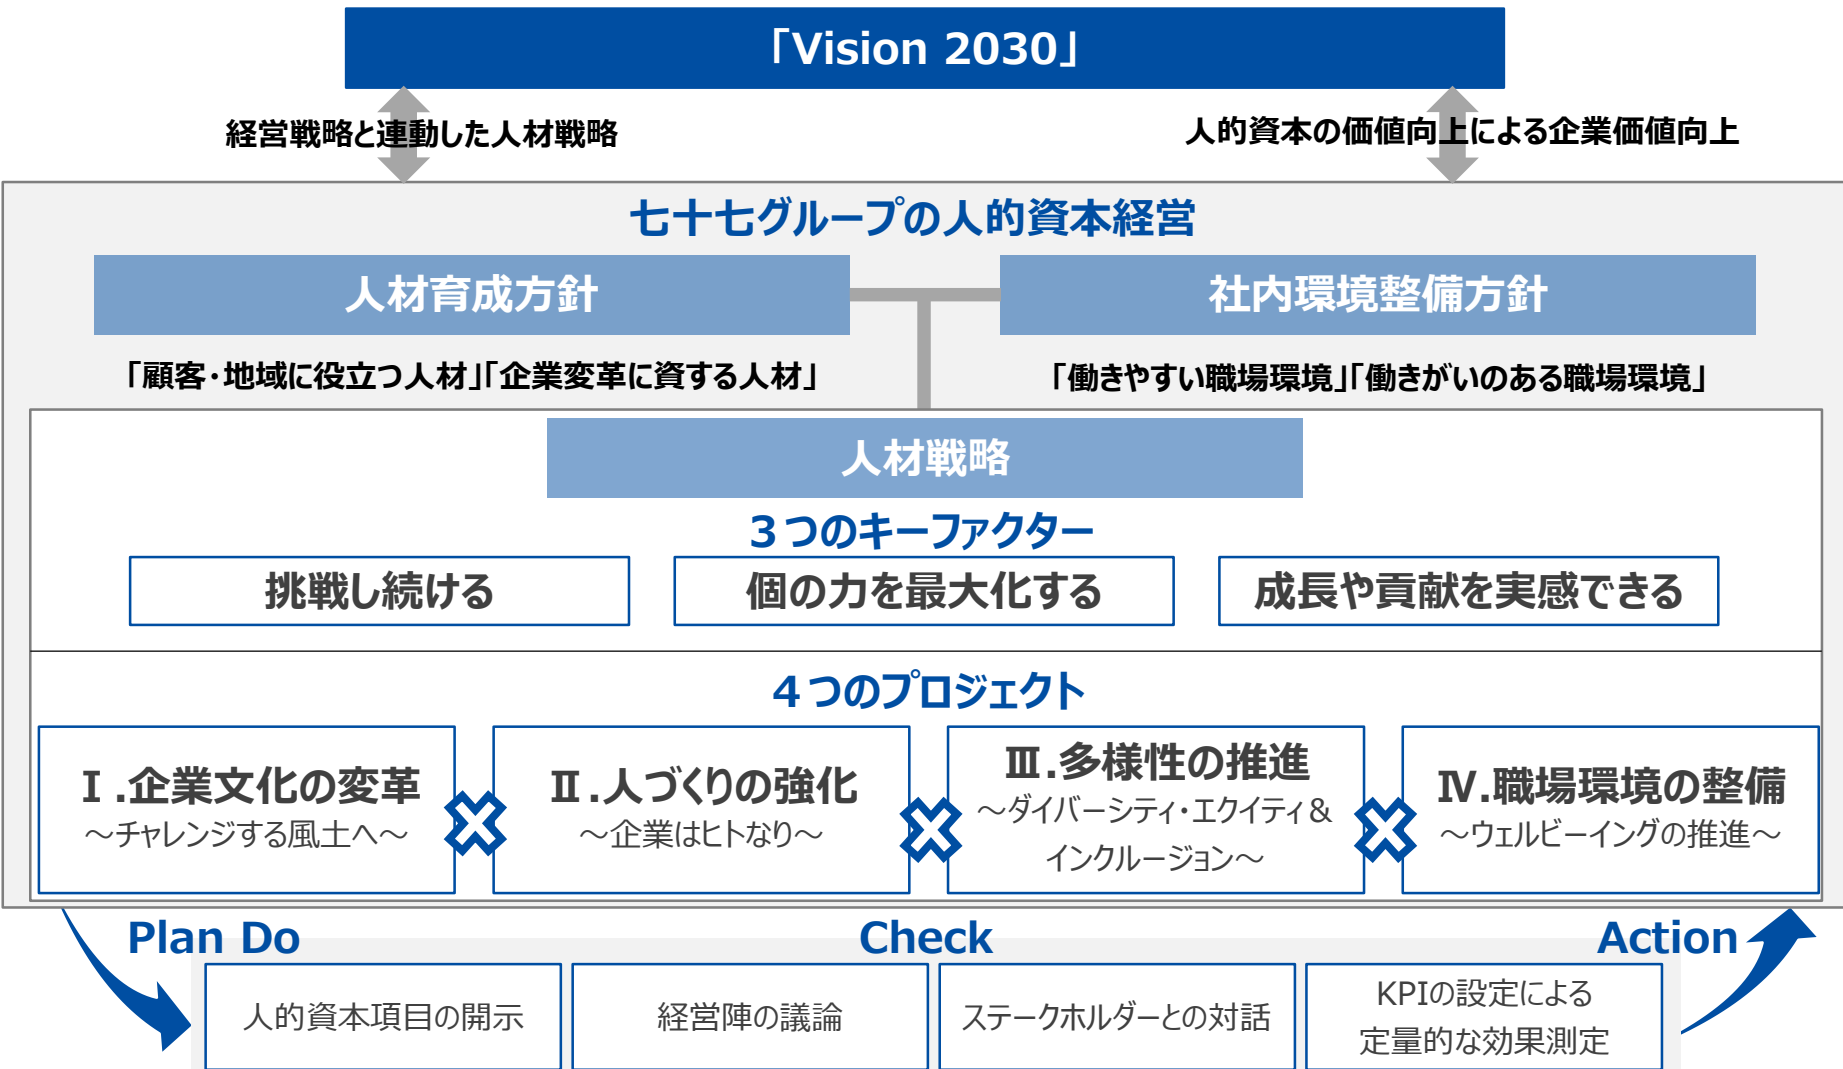 「Vision 2030」
経営戦略と連動した人材戦略
人的資本の価値向上による企業価値向上
七十七グループの人的資本経営
人材育成方針
社内環境整備方針
「顧客・地域に役立つ人材」「企業変革に資する人材」
「働きやすい職場環境」「働きがいのある職場環境」
人材戦略
3つのキーファクター
挑戦し続ける
個の力を最大化する
成長や貢献を実感できる
4つのプロジェクト
Ⅰ.企業文化の変革
～チャレンジする風土へ～
Ⅱ.人づくりの強化
～企業はヒトなり～
Ⅲ.多様性の推進
～ダイバーシティ・エクイティ＆
インクルージョン～
Ⅳ.職場環境の整備
～ウェルビーイングの推進～
Plan Do
Check
Action
人的資本項目の開示
経営陣の議論
ステークホルダーとの対話
KPIの設定による
定量的な効果測定